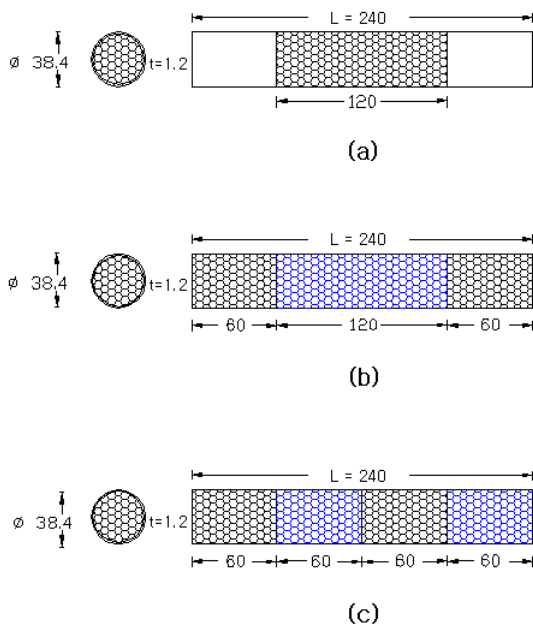 L = 240
ø 38.4
t=1.2
120
(a)
L = 240
ø 38.4
t=1.2
60 120 60
(b)
L = 240
ø 38.4
t=1.2
60 60 60 60
(c)